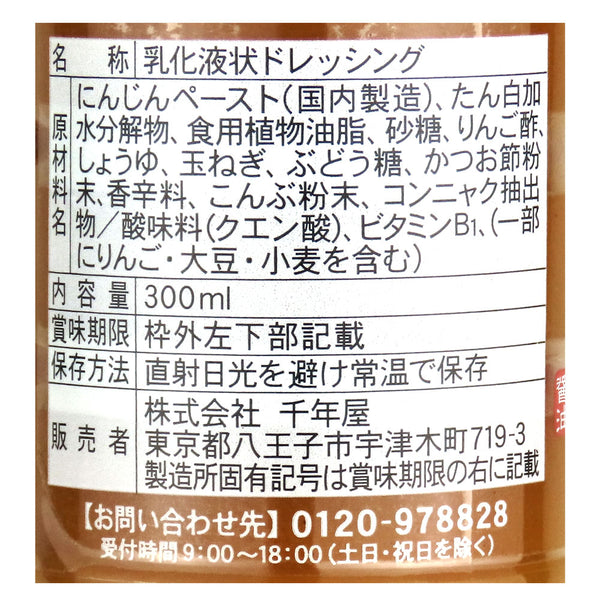 名称 乳化液状ドレッシング
原材料名 にんじんペースト(国内製造)、たん白加
水分解物、食用植物油脂、砂糖、りんご酢、
しょうゆ、玉ねぎ、ぶどう糖、かつお節粉
末、香辛料、こんぶ粉末、コンニャク抽出
物/酸味料(クエン酸)、ビタミンB1、(一部
にりんご・大豆・小麦を含む)
内容量 300ml
賞味期限 枠外左下部記載
保存方法 直射日光を避け常温で保存
販売者 株式会社 千年屋
東京都八王子市宇津木町719-3
製造所固有記号は賞味期限の右に記載
【お問い合わせ先】0120-978828
受付時間9:00～18:00(土日・祝日を除く)
醤油